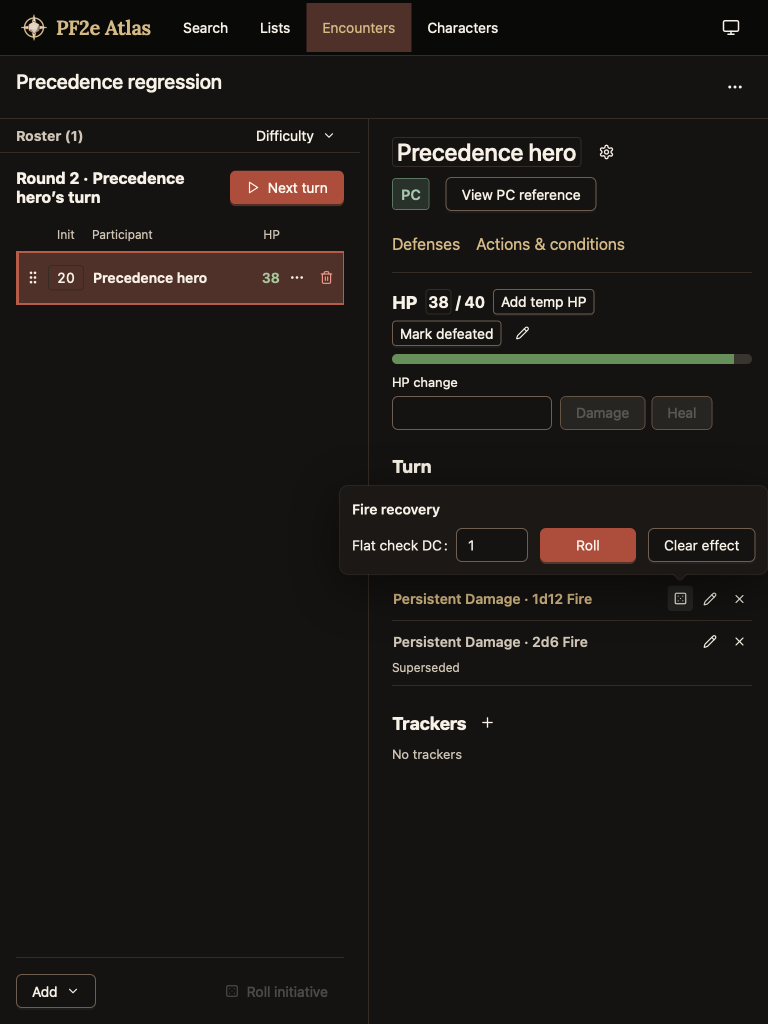 PF2e Atlas
Search
Lists
Encounters
Characters
Precedence regression
Roster (1)
Difficulty
Round 2 · Precedence
hero’s turn
Next turn
Init
Participant
HP
20
Precedence hero
38
Add
Roll initiative
Precedence hero
PC
View PC reference
Defenses
Actions & conditions
HP 38 / 40
Add temp HP
Mark defeated
HP change
Damage
Heal
Turn
Fire recovery
Flat check DC:
1
Roll
Clear effect
Persistent Damage · 1d12 Fire
Persistent Damage · 2d6 Fire
Superseded
Trackers
No trackers